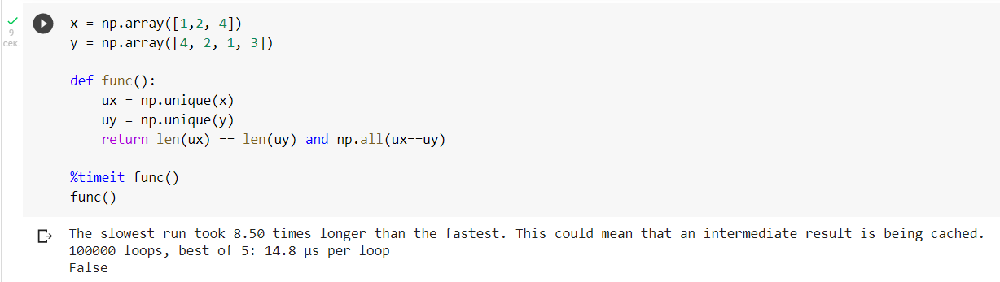 9
сек.
x = np.array([1,2, 4])
y = np.array([4, 2, 1, 3])
def func():
    ux = np.unique(x)
    uy = np.unique(y)
    return len(ux) == len(uy) and np.all(ux==uy)
%timeit func()
func()
The slowest run took 8.50 times longer than the fastest. This could mean that an intermediate result is being cached.
100000 loops, best of 5: 14.8 µs per loop
False